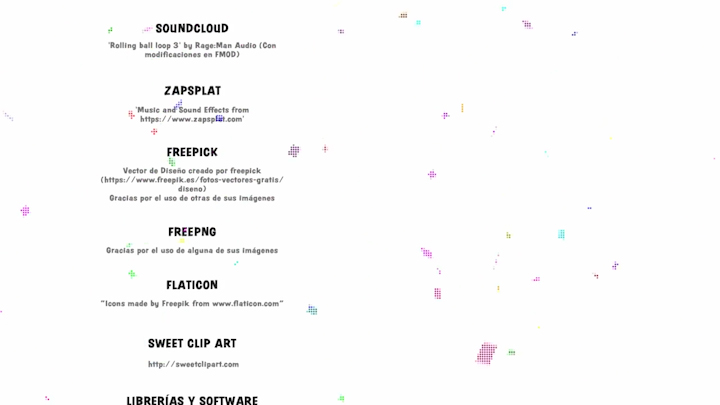 SOUNDCLOUD
'Rolling ball loop 3' by Rage:Man Audio (Con
modificaciones en FMOD)
ZAPSPLAT
'Music and Sound Effects from
https://www.zapsplat.com'
FREEPICK
Vector de Diseño creado por freepick
(https://www.freepik.es/fotos-vectores-gratis/
diseno)
Gracias por el uso de otras de sus imágenes
FREEPNG
Gracias por el uso de alguna de sus imágenes
FLATICON
"Icons made by Freepik from www.flaticon.com"
SWEET CLIP ART
http://sweetclipart.com
LIBRERÍAS Y SOFTWARE